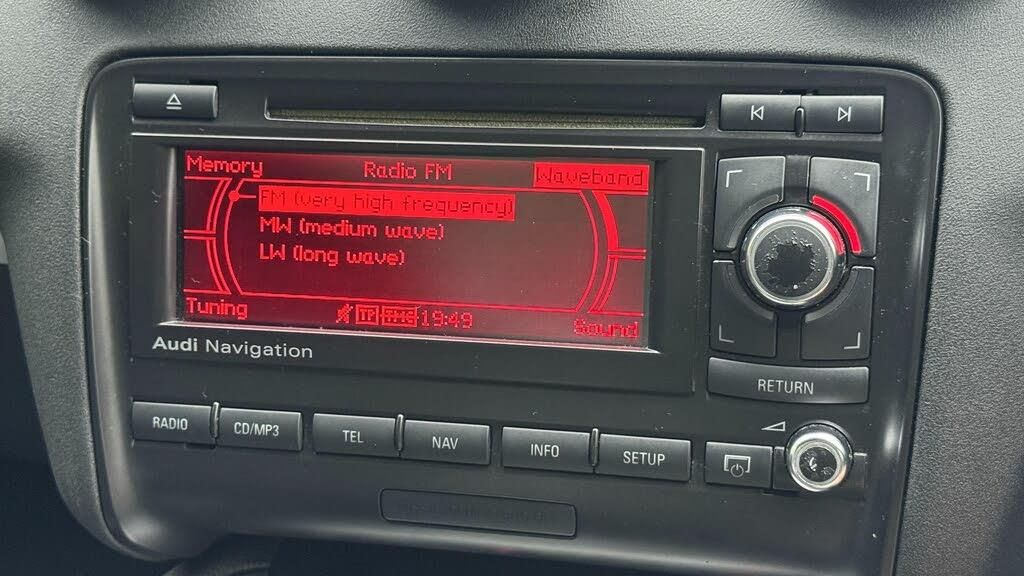 Memory Radio FM Waveband
FM (very high frequency)
MW (medium wave)
LW (long wave)
Tuning TP 19:49 Sound
Audi Navigation
RETURN
RADIO CD/MP3 TEL NAV INFO SETUP